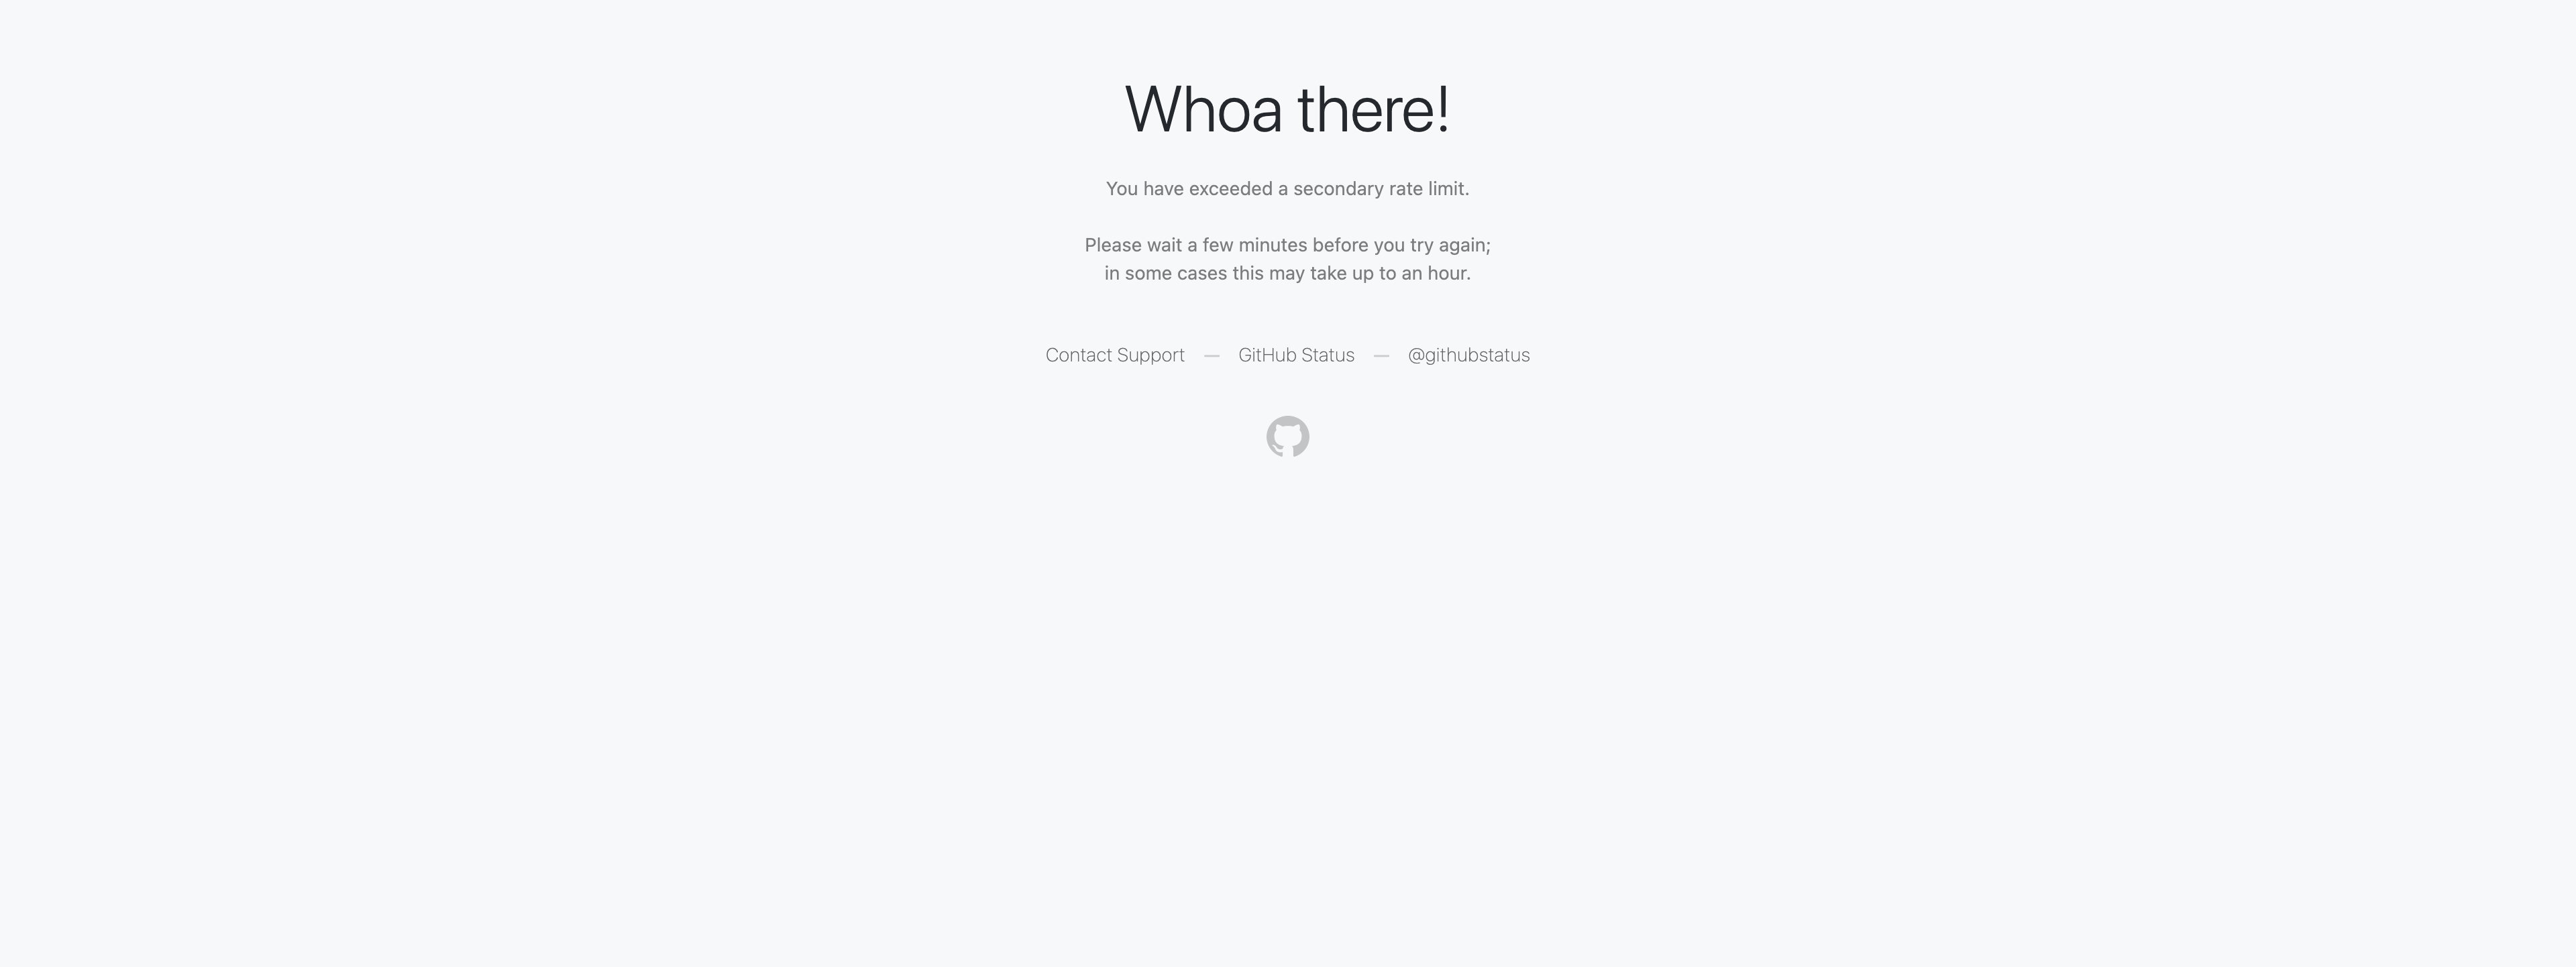 Whoa there!
You have exceeded a secondary rate limit.
Please wait a few minutes before you try again;
in some cases this may take up to an hour.
Contact Support — GitHub Status — @githubstatus